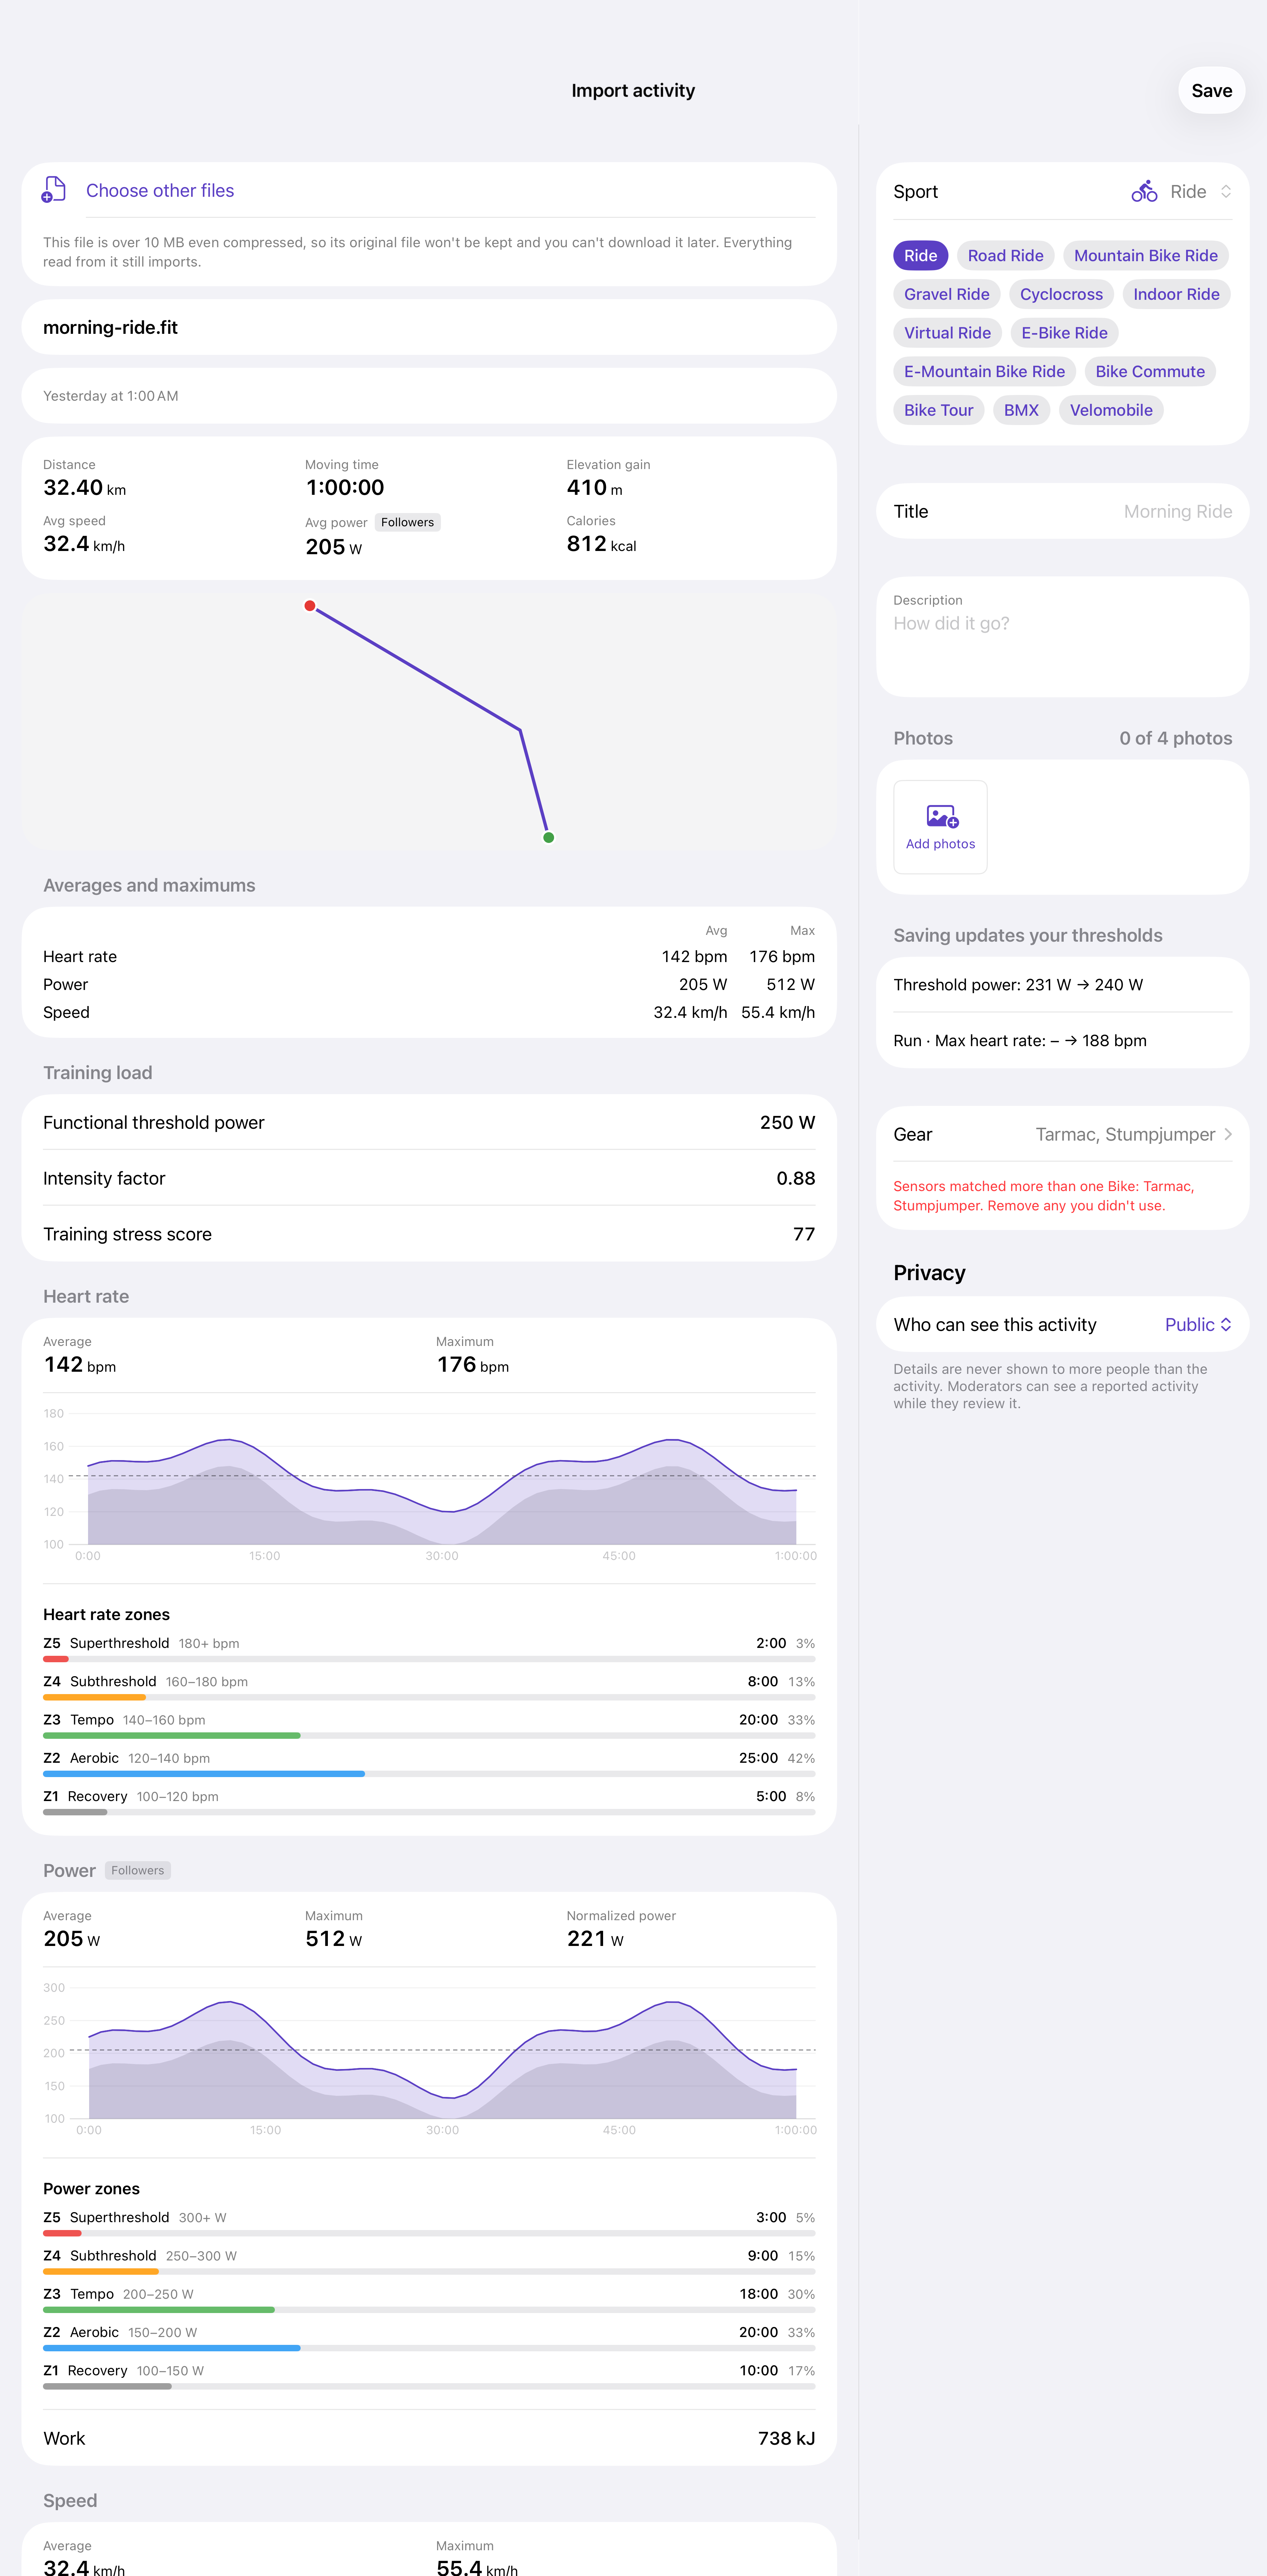 Import activity
Save
Choose other files
This file is over 10 MB even compressed, so its original file won't be kept and you can't download it later. Everything
read from it still imports.
morning-ride.fit
Yesterday at 1:00 AM
Distance Moving time Elevation gain
32.40 km 1:00:00 410 m
Avg speed Avg power Followers Calories
32.4 km/h 205 W 812 kcal
Averages and maximums
Avg Max
Heart rate 142 bpm 176 bpm
Power 205 W 512 W
Speed 32.4 km/h 55.4 km/h
Training load
Functional threshold power 250 W
Intensity factor 0.88
Training stress score 77
Heart rate
Average Maximum
142 bpm 176 bpm
180
160
140
120
100
0:00 15:00 30:00 45:00 1:00:00
Heart rate zones
Z5 Superthreshold 180+ bpm 2:00 3%
Z4 Subthreshold 160–180 bpm 8:00 13%
Z3 Tempo 140–160 bpm 20:00 33%
Z2 Aerobic 120–140 bpm 25:00 42%
Z1 Recovery 100–120 bpm 5:00 8%
Power Followers
Average Maximum Normalized power
205 W 512 W 221 W
300
250
200
150
100
0:00 15:00 30:00 45:00 1:00:00
Power zones
Z5 Superthreshold 300+ W 3:00 5%
Z4 Subthreshold 250–300 W 9:00 15%
Z3 Tempo 200–250 W 18:00 30%
Z2 Aerobic 150–200 W 20:00 33%
Z1 Recovery 100–150 W 10:00 17%
Work 738 kJ
Speed
Average Maximum
32.4 km/h 55.4 km/h
Sport Ride
Ride Road Ride Mountain Bike Ride
Gravel Ride Cyclocross Indoor Ride
Virtual Ride E-Bike Ride
E-Mountain Bike Ride Bike Commute
Bike Tour BMX Velomobile
Title Morning Ride
Description
How did it go?
Photos 0 of 4 photos
Add photos
Saving updates your thresholds
Threshold power: 231 W → 240 W
Run · Max heart rate: – → 188 bpm
Gear Tarmac, Stumpjumper
Sensors matched more than one Bike: Tarmac,
Stumpjumper. Remove any you didn't use.
Privacy
Who can see this activity Public
Details are never shown to more people than the
activity. Moderators can see a reported activity
while they review it.